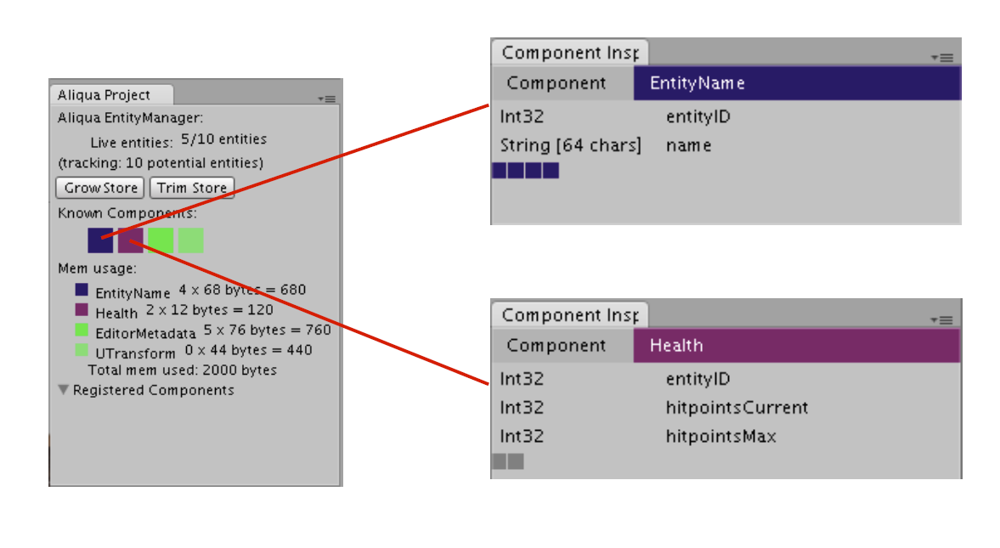 Aliqua Project
Aliqua EntityManager:
Live entities: 5/10 entities
(tracking: 10 potential entities)
Grow Store Trim Store
Known Components:
Mem usage:
EntityName 4 x 68 bytes = 680
Health 2 x 12 bytes = 120
EditorMetadata 5 x 76 bytes = 760
UTransform 0 x 44 bytes = 440
Total mem used: 2000 bytes
Registered Components
Component Insp
Component EntityName
Int32 entityID
String [64 chars] name
Component Insp
Component Health
Int32 entityID
Int32 hitpointsCurrent
Int32 hitpointsMax